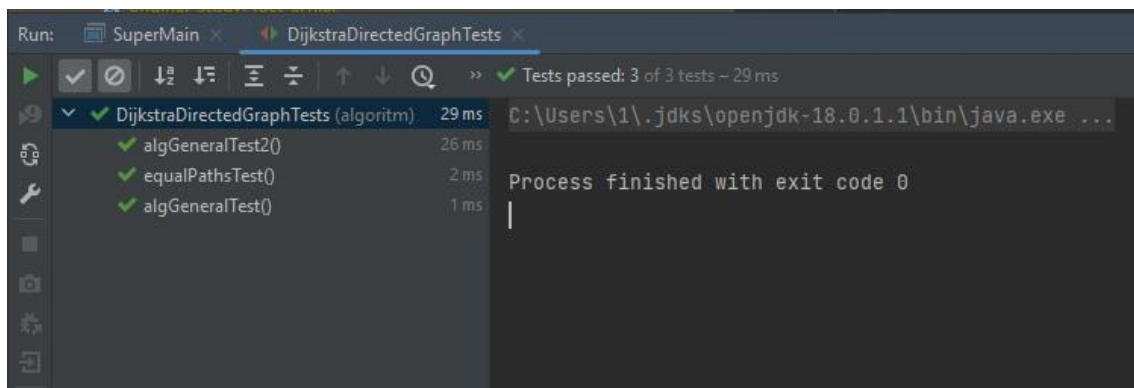 Run: SuperMain × DijkstraDirectedGraphTests ×
» Tests passed: 3 of 3 tests – 29 ms
DijkstraDirectedGraphTests (algoritm) 29 ms
algGeneralTest2() 26 ms
equalPathsTest() 2 ms
algGeneralTest() 1 ms
C:\Users\1\.jdks\openjdk-18.0.1.1\bin\java.exe ...
Process finished with exit code 0